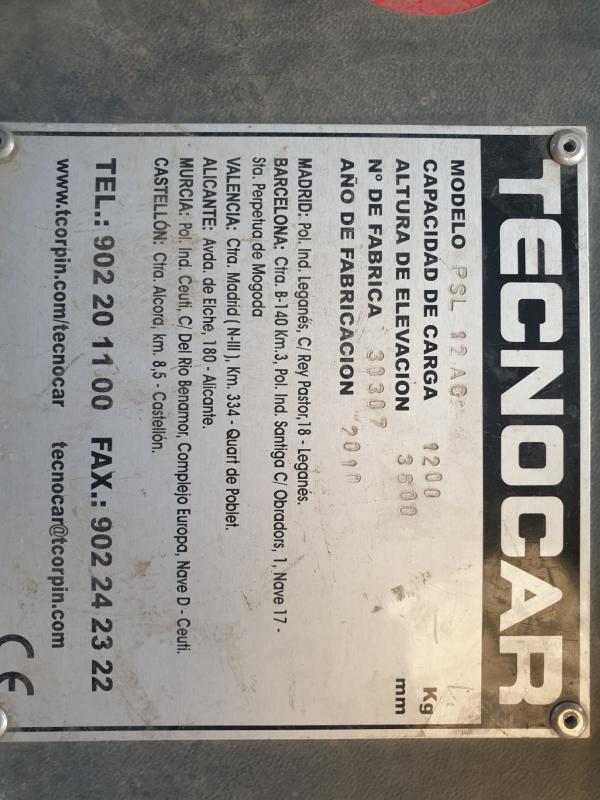 TECNOCAR
MODELO PSL 12 AC
CAPACIDAD DE CARGA 1200 Kg
ALTURA DE ELEVACION 3600 mm
Nº DE FABRICA 30307
AÑO DE FABRICACION 2010
MADRID: Pol. Ind. Leganés, C/ Rey Pastor, 18 - Leganés.
BARCELONA: Ctra. B-140 Km.3, Pol. Ind. Santiga C/ Obradors, 1, Nave 17 -
Sta. Perpetua de Mogoda
VALENCIA: Ctra. Madrid (N-III), Km. 334 - Quart de Poblet.
ALICANTE: Avda. de Elche, 180 - Alicante.
MURCIA: Pol. Ind. Ceutí, C/ Del Río Benamor, Complejo Europa, Nave D - Ceutí.
CASTELLÓN: Ctra. Alcora, km. 8,5 - Castellón.
TEL.: 902 20 11 00 FAX.: 902 24 23 22
www.tcorpin.com/tecnocar tecnocar@tcorpin.com
CE